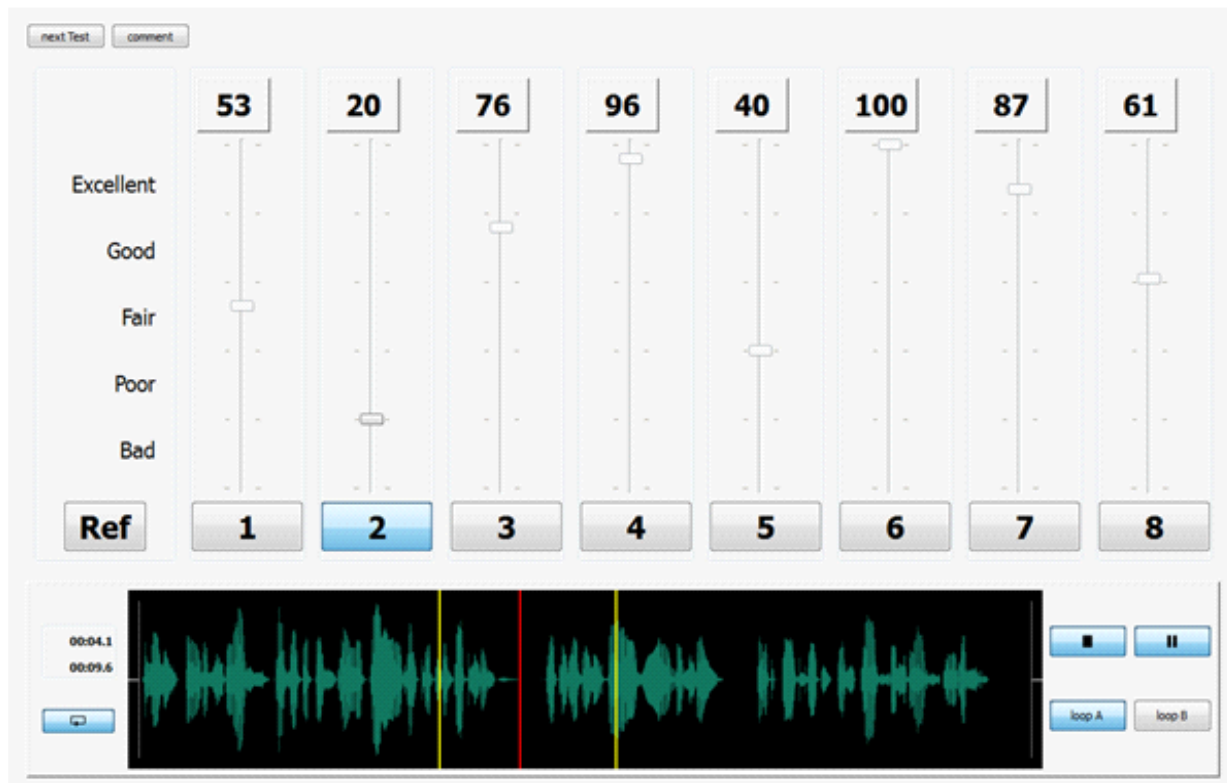 next Test comment
53 20 76 96 40 100 87 61
Excellent
Good
Fair
Poor
Bad
Ref 1 2 3 4 5 6 7 8
00:04.1
00:09.6
loop A loop B